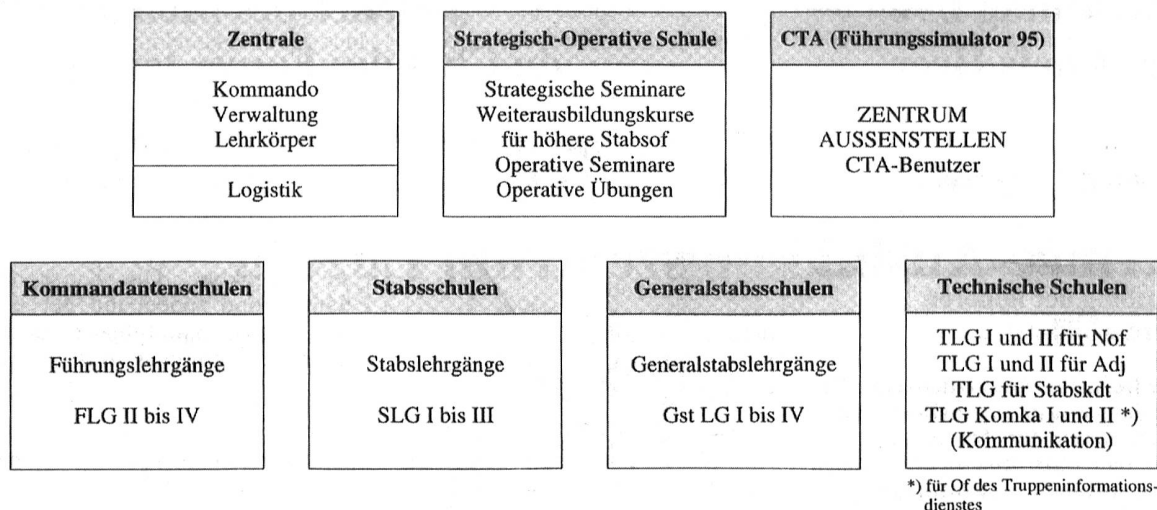 Zentrale
Kommando
Verwaltung
Lehrkörper
Logistik
Strategisch-Operative Schule
Strategische Seminare
Weiterausbildungskurse
für höhere Stabsof
Operative Seminare
Operative Übungen
CTA (Führungssimulator 95)
ZENTRUM
AUSSENSTELLEN
CTA-Benutzer
Kommandantenschulen
Führungslehrgänge
FLG II bis IV
Stabsschulen
Stabslehrgänge
SLG I bis III
Generalstabsschulen
Generalstabslehrgänge
Gst LG I bis IV
Technische Schulen
TLG I und II für Nof
TLG I und II für Adj
TLG für Stabskdt
TLG Komka I und II *)
(Kommunikation)
*) für Of des Truppeninformations-
dienstes